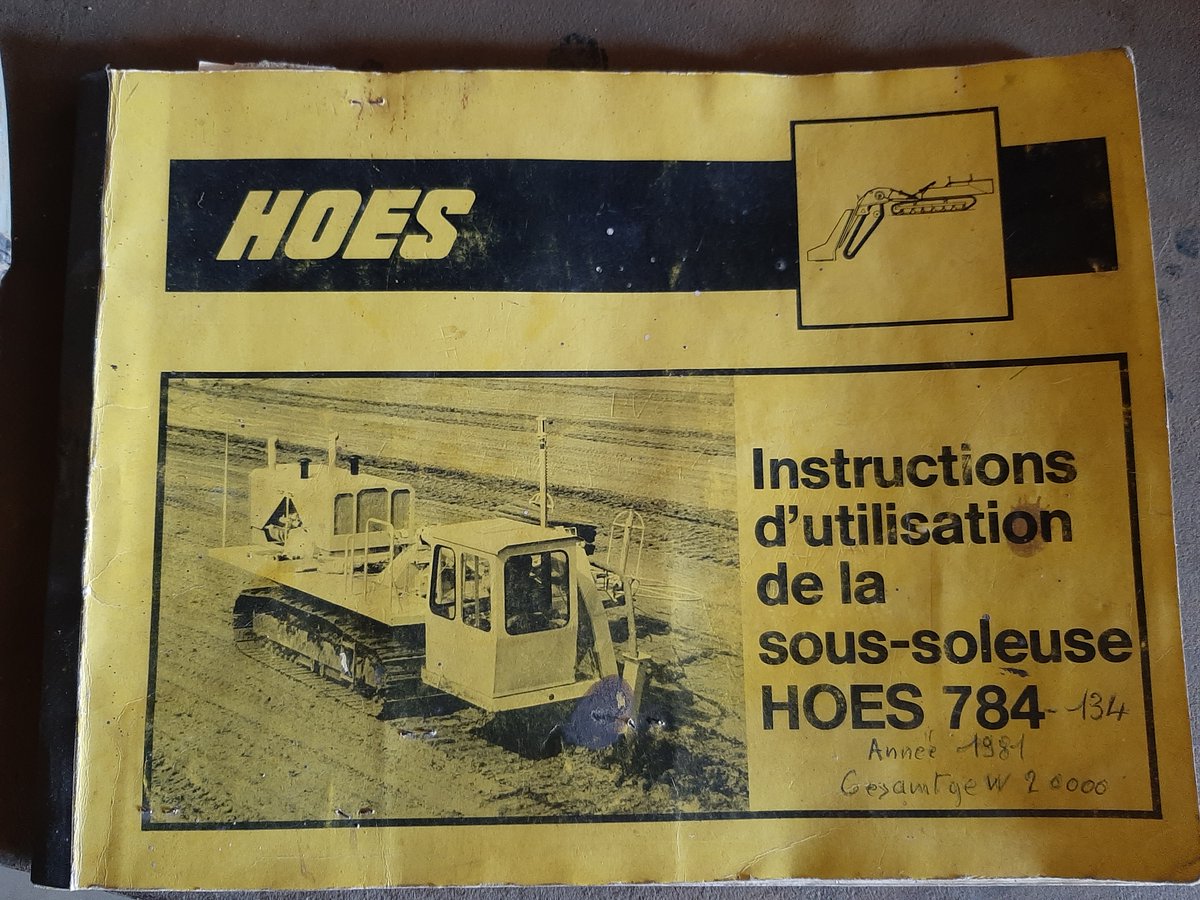 HOES
Instructions
d'utilisation
de la
sous-soleuse
HOES 784-134
Année 1981
Gesamtgew 20000